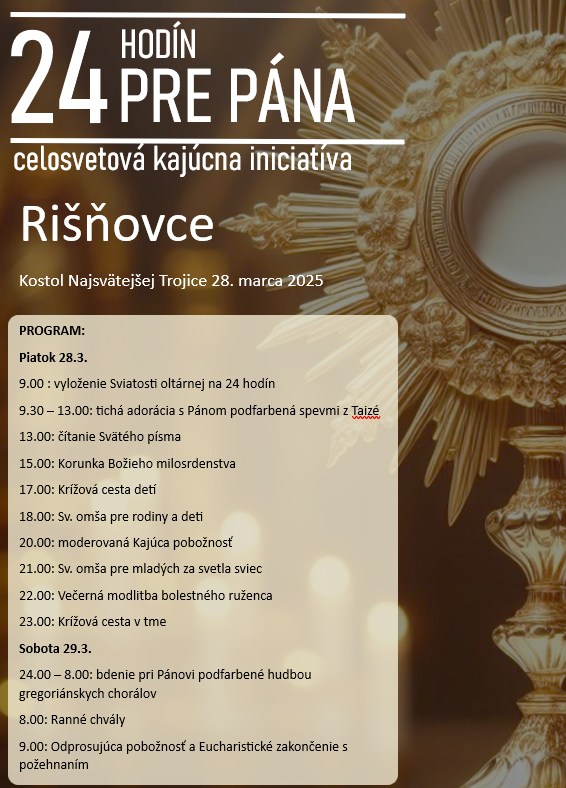 24 HODÍN
PRE PÁNA
celosvetová kajúcna iniciatíva
Rišňovce
Kostol Najsvätejšej Trojice 28. marca 2025
PROGRAM:
Piatok 28.3.
9.00 : vyloženie Sviatosti oltárnej na 24 hodín
9.30 – 13.00: tichá adorácia s Pánom podfarbená spevmi z Taizé
13.00: čítanie Svätého písma
15.00: Korunka Božieho milosrdenstva
17.00: Krížová cesta detí
18.00: Sv. omša pre rodiny a deti
20.00: moderovaná Kajúca pobožnosť
21.00: Sv. omša pre mladých za svetla sviec
22.00: Večerná modlitba bolestného ruženca
23.00: Krížová cesta v tme
Sobota 29.3.
24.00 – 8.00: bdenie pri Pánovi podfarbené hudbou
gregoriánskych chorálov
8.00: Ranné chvály
9.00: Odprosujúca pobožnosť a Eucharistické zakončenie s
požehnaním